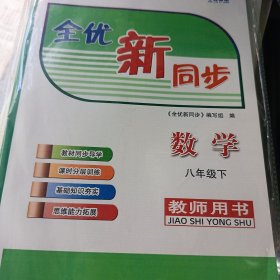 全优新同步
《全优新同步》编写组 编
数学
八年级下
教材同步导学
课时分层训练
基础知识夯实
思维能力拓展
教师用书
JIAO SHI YONG SHU